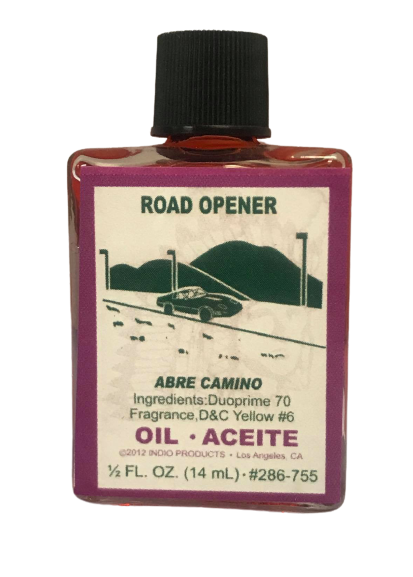 ROAD OPENER
ABRE CAMINO
Ingredients:Duoprime 70
Fragrance,D&C Yellow #6
OIL • ACEITE
©2012 INDIO PRODUCTS • Los Angeles, CA
½ FL. OZ. (14 mL) • #286-755